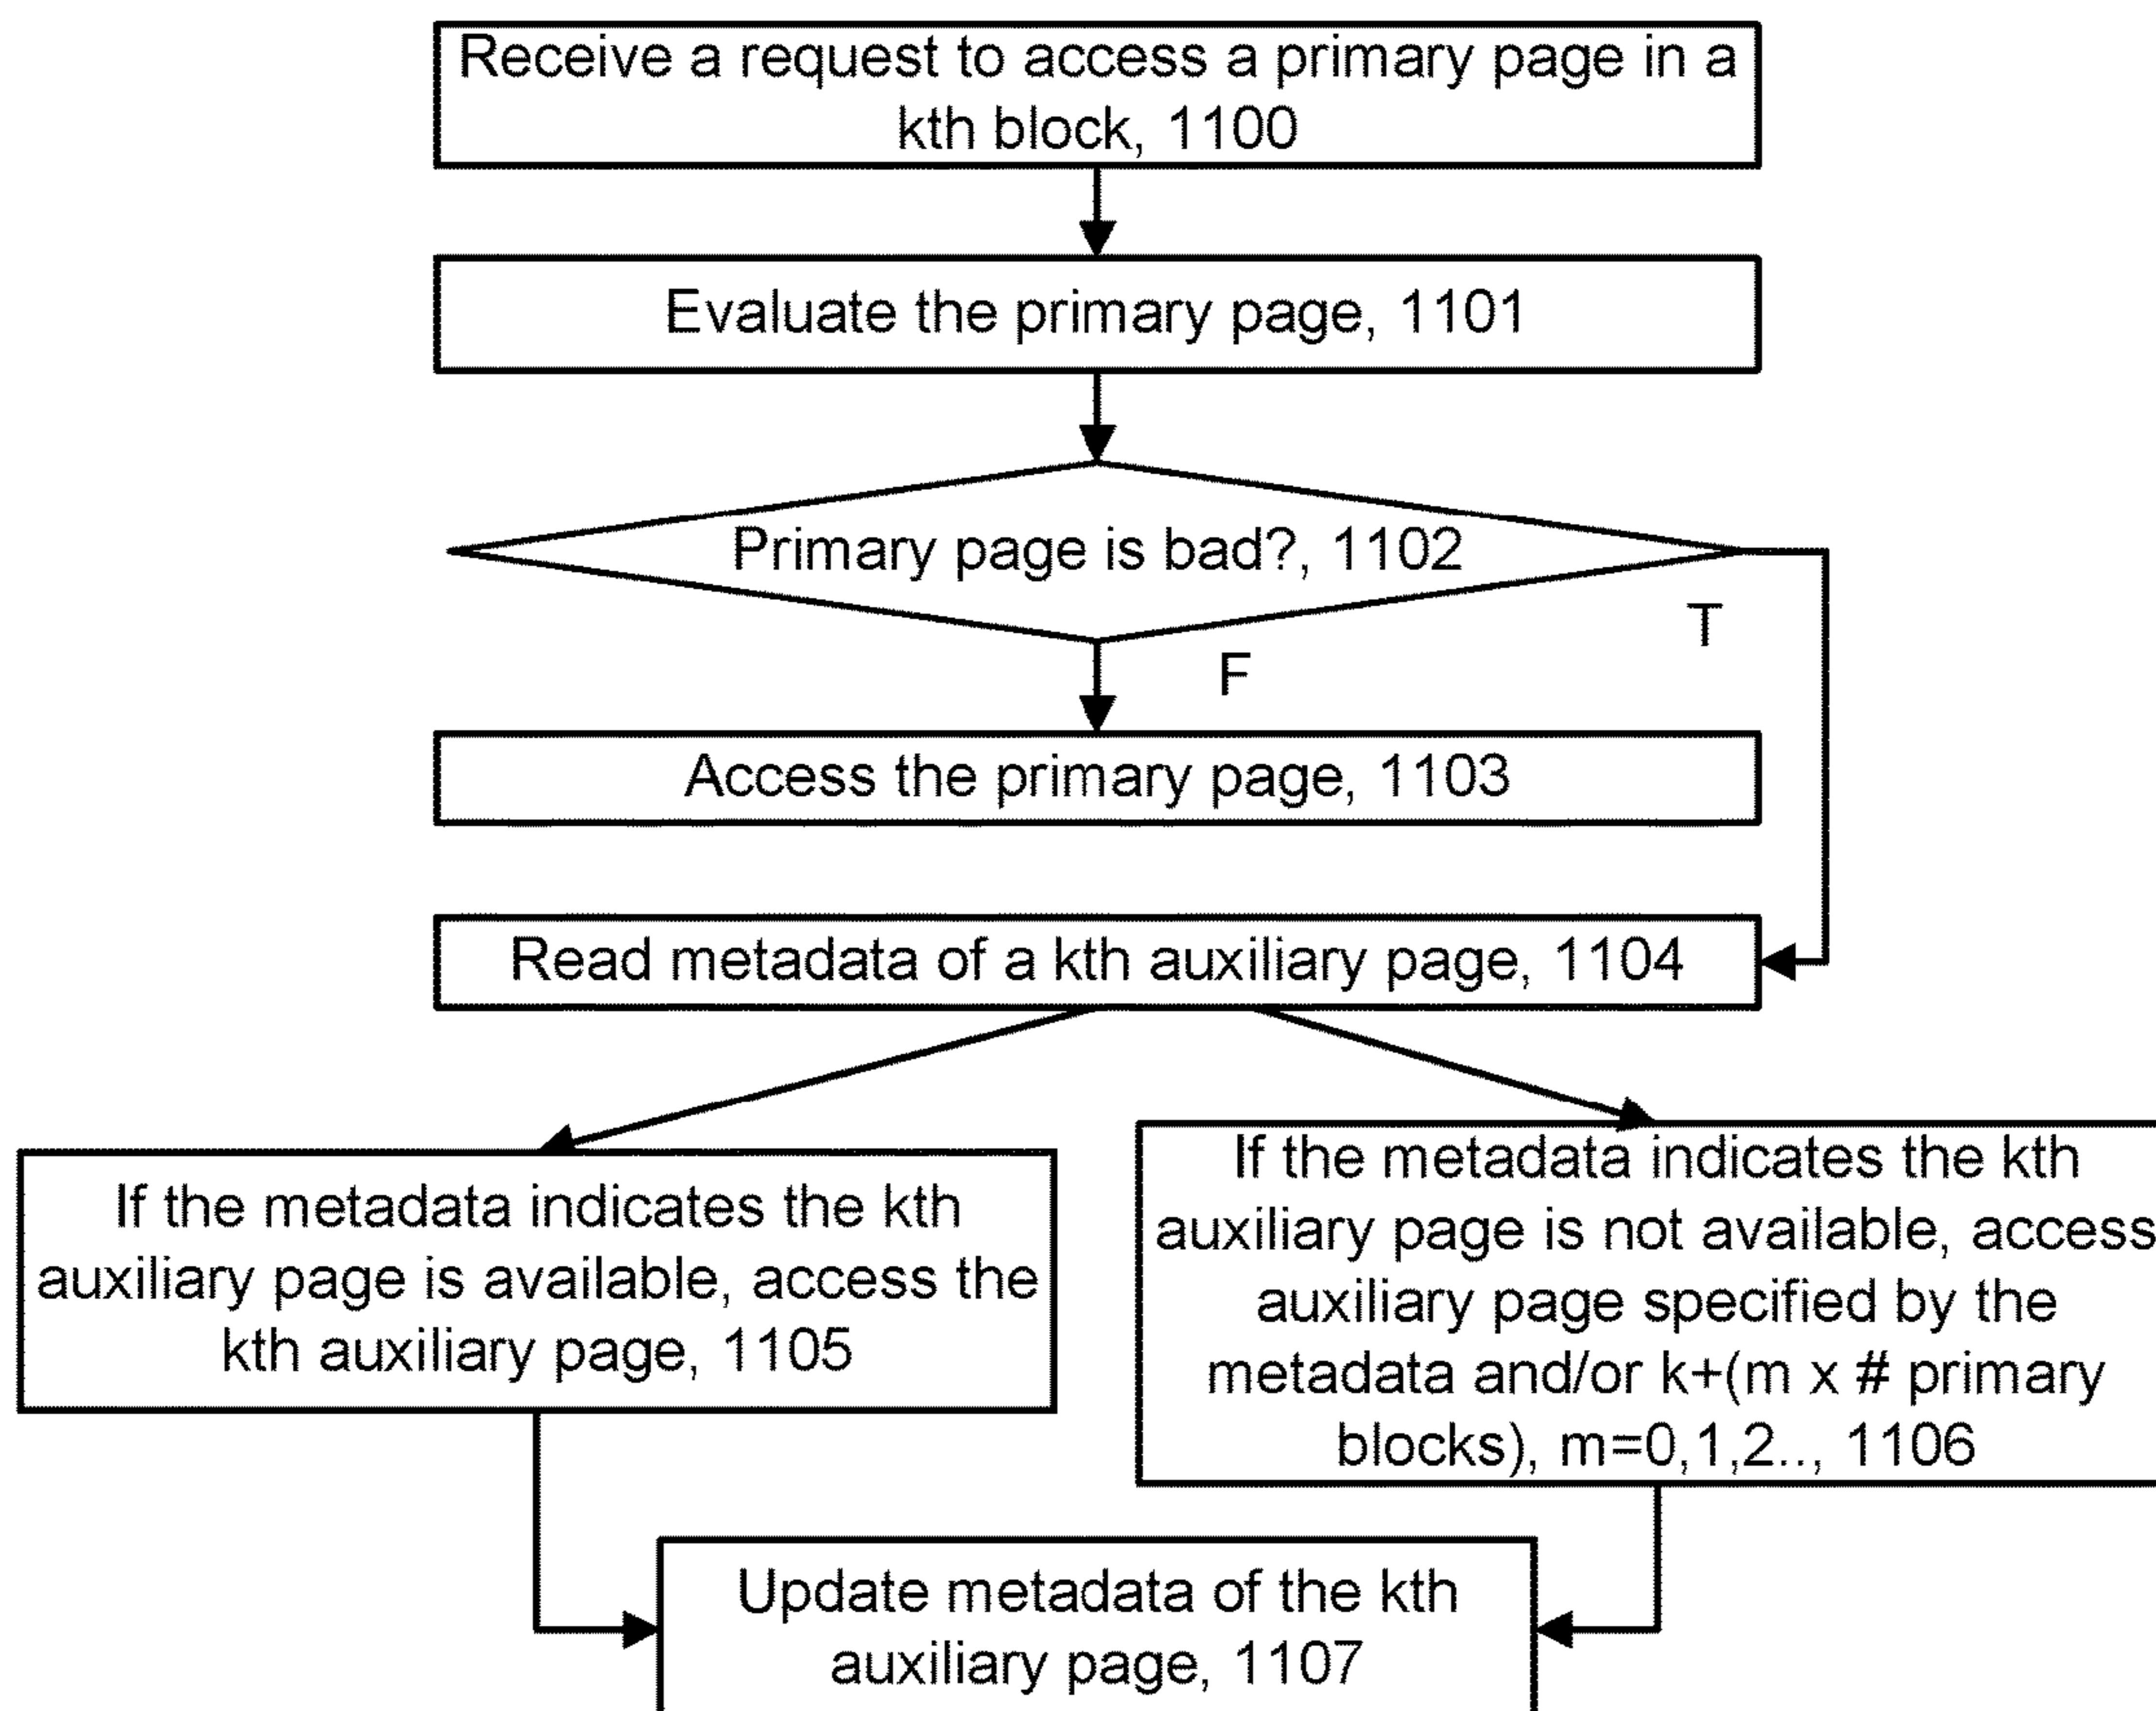 Receive a request to access a primary page in a
kth block, 1100
Evaluate the primary page, 1101
Primary page is bad?, 1102
T
F
Access the primary page, 1103
Read metadata of a kth auxiliary page, 1104
If the metadata indicates the kth
auxiliary page is available, access the
kth auxiliary page, 1105
If the metadata indicates the kth
auxiliary page is not available, access
auxiliary page specified by the
metadata and/or k+(m x # primary
blocks), m=0,1,2.., 1106
Update metadata of the kth
auxiliary page, 1107